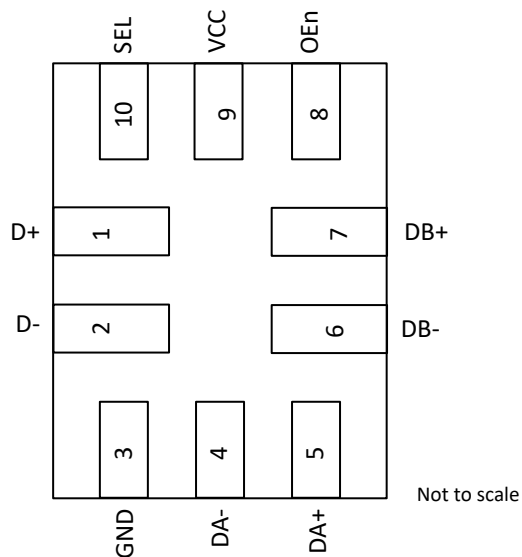 SEL VCC OEn
10 9 8
D+ 1 7 DB+
D- 2 6 DB-
3 4 5
Not to scale
GND DA- DA+